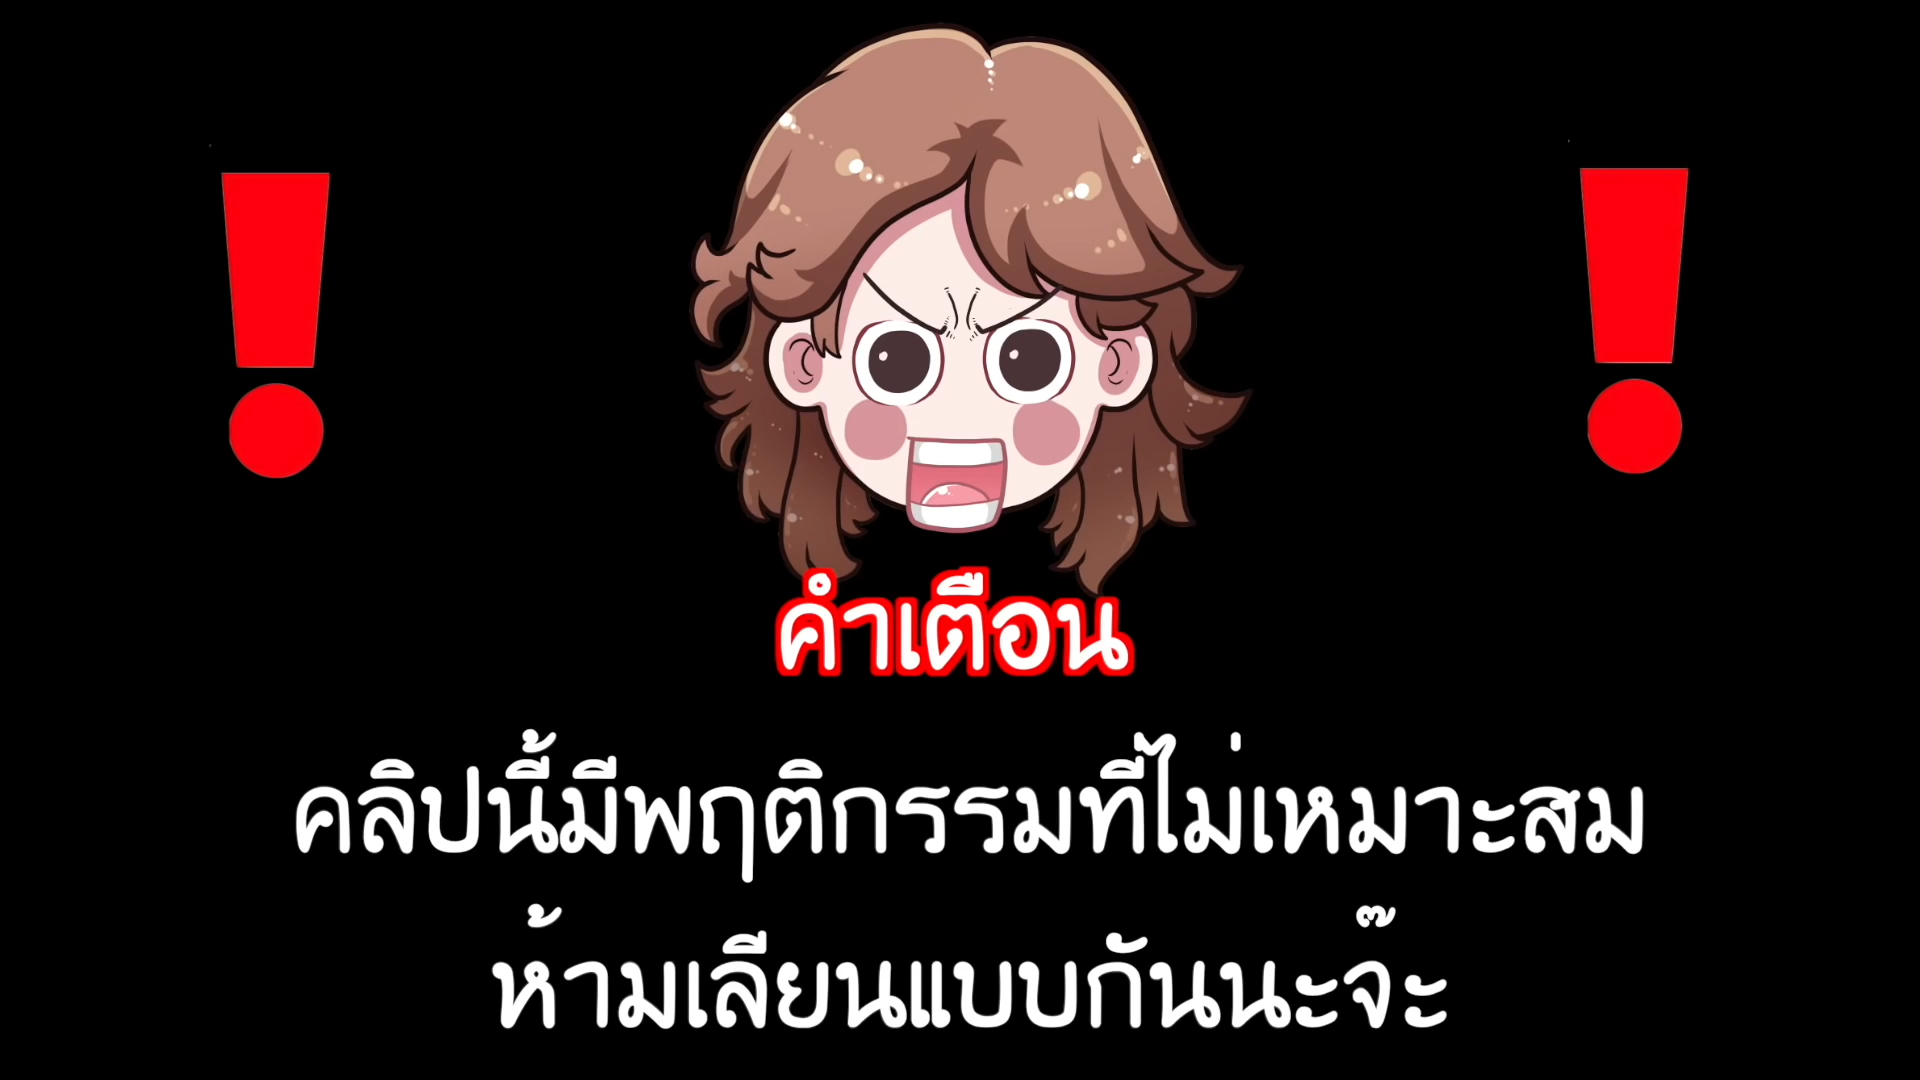 คำเตือน
คลิปนี้มีพฤติกรรมที่ไม่เหมาะสม
ห้ามเลียนแบบกันนะจ๊ะ